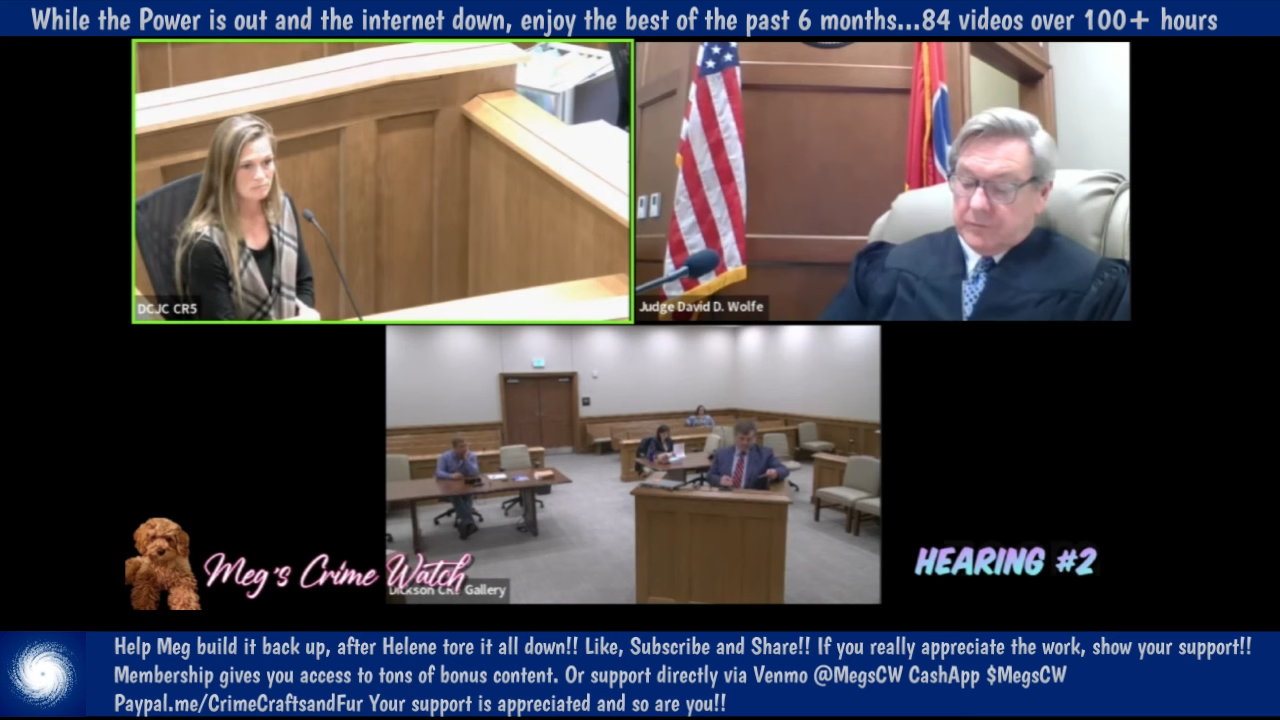 While the Power is out and the internet down, enjoy the best of the past 6 months...84 videos over 100+ hours
DCJC CR5
Judge David D. Wolfe
Meg's Crime Watch
Dickson CRT Gallery
HEARING #2
Help Meg build it back up, after Helene tore it all down!! Like, Subscribe and Share!! If you really appreciate the work, show your support!!
Membership gives you access to tons of bonus content. Or support directly via Venmo @MegsCW CashApp $MegsCW
Paypal.me/CrimeCraftsandFur Your support is appreciated and so are you!!